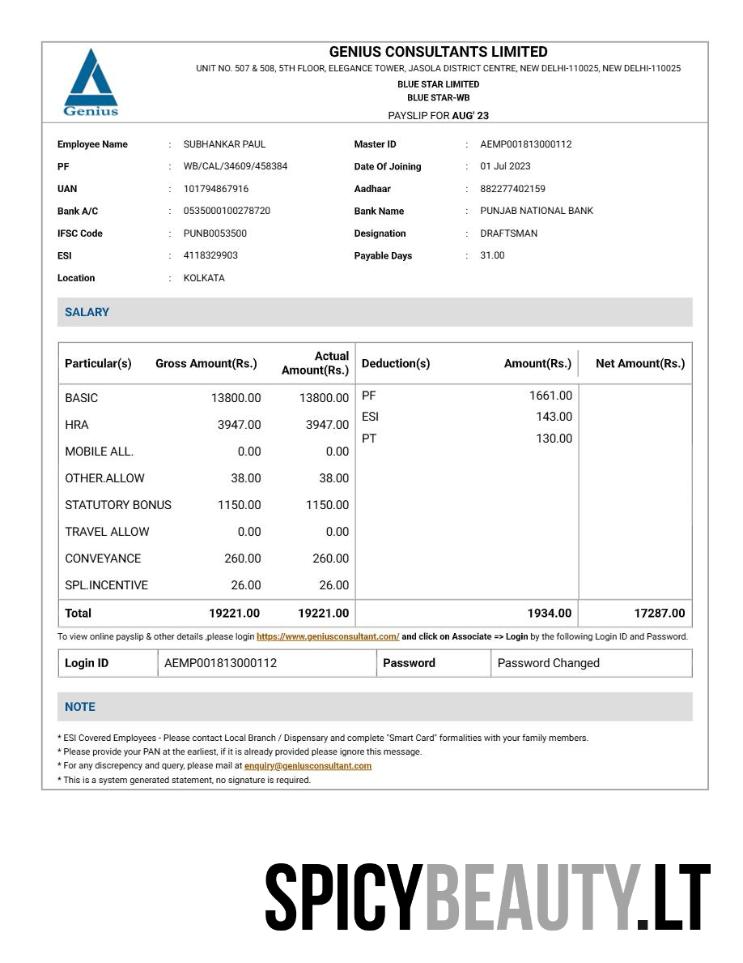 GENIUS CONSULTANTS LIMITED
UNIT NO. 507 & 508, 5TH FLOOR, ELEGANCE TOWER, JASOLA DISTRICT CENTRE, NEW DELHI-110025, NEW DELHI-110025
BLUE STAR LIMITED
BLUE STAR-WB
PAYSLIP FOR AUG' 23
Genius
Employee Name : SUBHANKAR PAUL Master ID : AEMP001813000112
PF : WB/CAL/34609/458384 Date Of Joining : 01 Jul 2023
UAN : 101794867916 Aadhaar : 882277402159
Bank A/C : 0535000100278720 Bank Name : PUNJAB NATIONAL BANK
IFSC Code : PUNB0053500 Designation : DRAFTSMAN
ESI : 4118329903 Payable Days : 31.00
Location : KOLKATA
SALARY
Particular(s) Gross Amount(Rs.) Actual Amount(Rs.) Deduction(s) Amount(Rs.) Net Amount(Rs.)
BASIC 13800.00 13800.00 PF 1661.00
HRA 3947.00 3947.00 ESI 143.00
MOBILE ALL. 0.00 0.00 PT 130.00
OTHER.ALLOW 38.00 38.00
STATUTORY BONUS 1150.00 1150.00
TRAVEL ALLOW 0.00 0.00
CONVEYANCE 260.00 260.00
SPL.INCENTIVE 26.00 26.00
Total 19221.00 19221.00 1934.00 17287.00
To view online payslip & other details ,please login https://www.geniusconsultant.com/ and click on Associate => Login by the following Login ID and Password.
Login ID AEMP001813000112 Password Password Changed
NOTE
* ESI Covered Employees - Please contact Local Branch / Dispensary and complete "Smart Card" formalities with your family members.
* Please provide your PAN at the earliest, if it is already provided please ignore this message.
* For any discrepancy and query, please mail at enquiry@geniusconsultant.com
* This is a system generated statement, no signature is required.
SPICYBEAUTY.LT